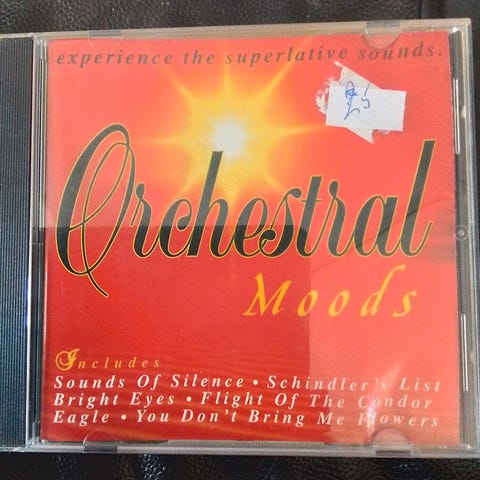 experience the superlative sounds.
Orchestral
Moods
Includes
Sounds Of Silence • Schindler's List
Bright Eyes • Flight Of The Condor
Eagle • You Don't Bring Me Flowers